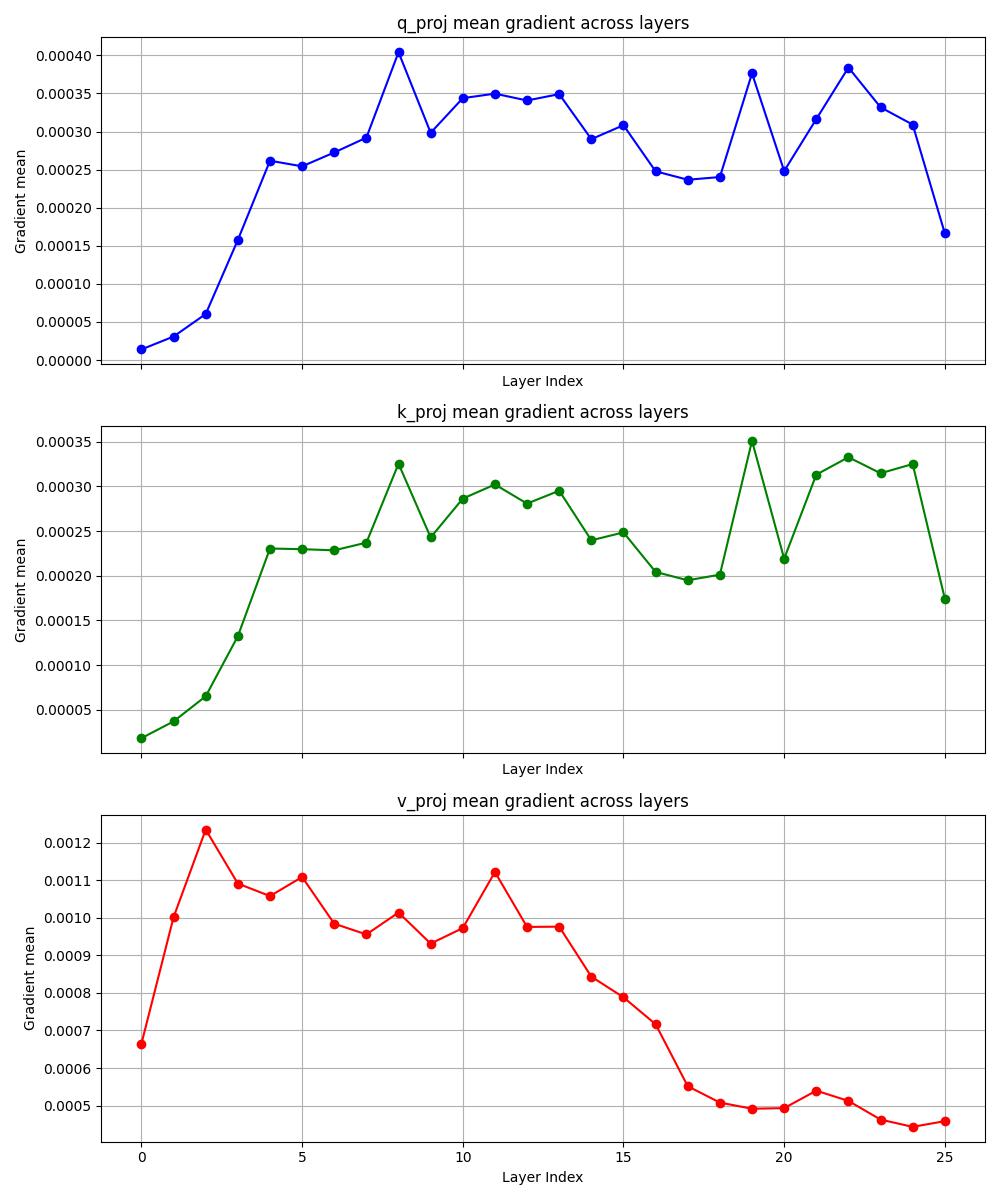 q_proj mean gradient across layers
0.00040
0.00035
0.00030
0.00025
0.00020
0.00015
0.00010
0.00005
0.00000
Gradient mean
Layer Index
k_proj mean gradient across layers
0.00035
0.00030
0.00025
0.00020
0.00015
0.00010
0.00005
Gradient mean
Layer Index
v_proj mean gradient across layers
0.0012
0.0011
0.0010
0.0009
0.0008
0.0007
0.0006
0.0005
Gradient mean
0 5 10 15 20 25
Layer Index